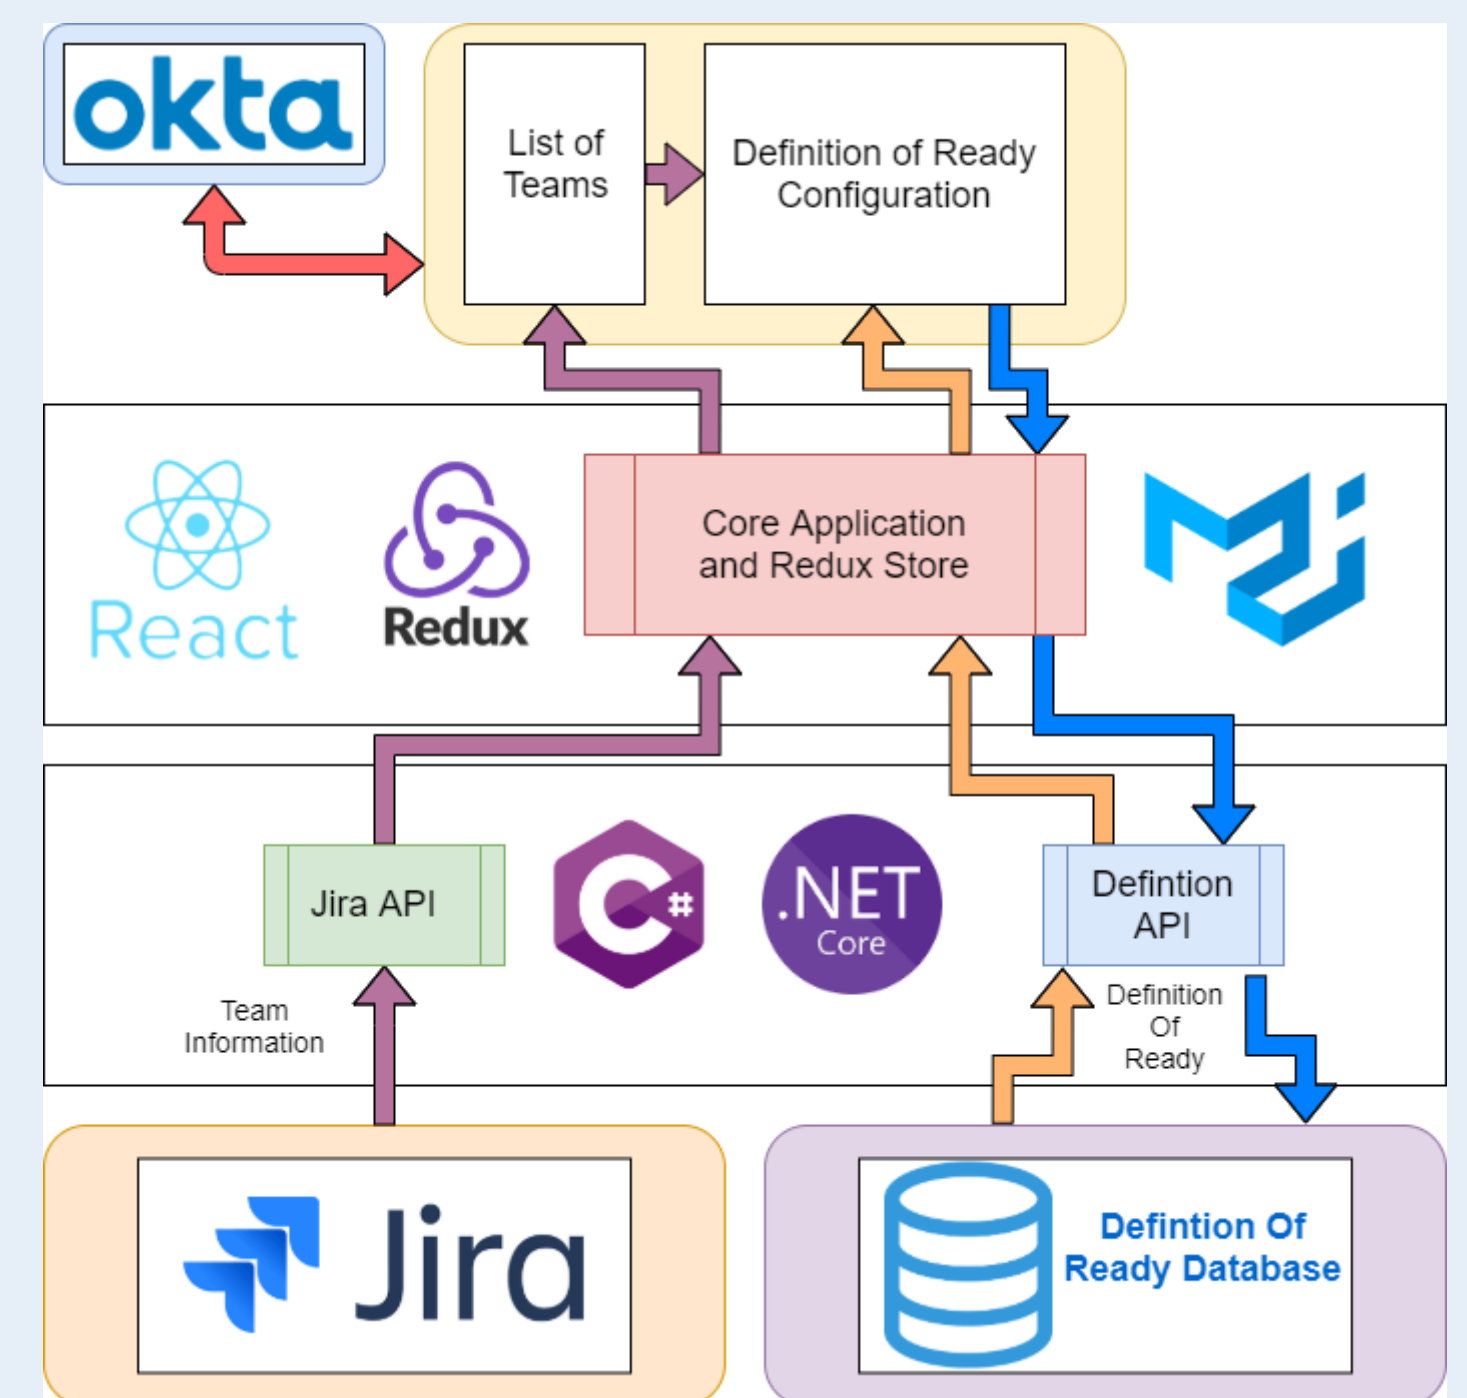 okta
List of
Teams
Definition of Ready
Configuration
React
Redux
Core Application
and Redux Store
Jira API
C#
.NET
Core
Defintion
API
Team
Information
Definition
Of
Ready
Jira
Defintion Of
Ready Database